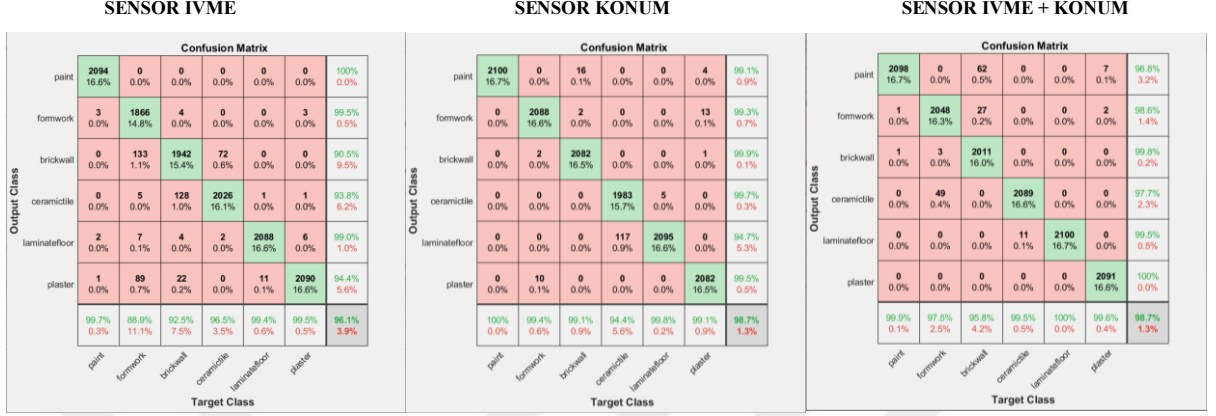 SENSOR IVME
Confusion Matrix
paint 2094 0 0 0 0 0 100%
16.6% 0.0% 0.0% 0.0% 0.0% 0.0% 0.0%
formwork 3 1866 4 0 0 3 99.5%
0.0% 14.8% 0.0% 0.0% 0.0% 0.0% 0.5%
brickwall 0 133 1942 72 0 0 90.5%
0.0% 1.1% 15.4% 0.6% 0.0% 0.0% 9.5%
ceramictile 0 5 128 2026 1 1 93.8%
0.0% 0.0% 1.0% 16.1% 0.0% 0.0% 6.2%
laminatefloor 2 7 4 2 2088 6 99.0%
0.0% 0.1% 0.0% 0.0% 16.6% 0.0% 1.0%
plaster 1 89 22 0 11 2090 94.4%
0.0% 0.7% 0.2% 0.0% 0.1% 16.6% 5.6%
99.7% 88.9% 92.5% 96.5% 99.4% 99.5% 96.1%
0.3% 11.1% 7.5% 3.5% 0.6% 0.5% 3.9%
paint formwork brickwall ceramictile laminatefloor plaster
Output Class
Target Class
SENSOR KONUM
Confusion Matrix
paint 2100 0 16 0 0 4 99.1%
16.7% 0.0% 0.1% 0.0% 0.0% 0.0% 0.9%
formwork 0 2088 2 0 0 13 99.3%
0.0% 16.6% 0.0% 0.0% 0.0% 0.1% 0.7%
brickwall 0 2 2082 0 0 1 99.9%
0.0% 0.0% 16.5% 0.0% 0.0% 0.0% 0.1%
ceramictile 0 0 0 1983 5 0 99.7%
0.0% 0.0% 0.0% 15.7% 0.0% 0.0% 0.3%
laminatefloor 0 0 0 117 2095 0 94.7%
0.0% 0.0% 0.0% 0.9% 16.6% 0.0% 5.3%
plaster 0 10 0 0 0 2082 99.5%
0.0% 0.1% 0.0% 0.0% 0.0% 16.5% 0.5%
100% 99.4% 99.1% 94.4% 99.8% 99.1% 98.7%
0.0% 0.6% 0.9% 5.6% 0.2% 0.9% 1.3%
paint formwork brickwall ceramictile laminatefloor plaster
Output Class
Target Class
SENSOR IVME + KONUM
Confusion Matrix
paint 2098 0 62 0 0 7 96.8%
16.7% 0.0% 0.5% 0.0% 0.0% 0.1% 3.2%
formwork 1 2048 27 0 0 2 98.6%
0.0% 16.3% 0.2% 0.0% 0.0% 0.0% 1.4%
brickwall 1 3 2011 0 0 0 99.8%
0.0% 0.0% 16.0% 0.0% 0.0% 0.0% 0.2%
ceramictile 0 49 0 2089 0 0 97.7%
0.0% 0.4% 0.0% 16.6% 0.0% 0.0% 2.3%
laminatefloor 0 0 0 11 2100 0 99.5%
0.0% 0.0% 0.0% 0.1% 16.7% 0.0% 0.5%
plaster 0 0 0 0 0 2091 100%
0.0% 0.0% 0.0% 0.0% 0.0% 16.6% 0.0%
99.9% 97.5% 95.8% 99.5% 100% 99.6% 98.7%
0.1% 2.5% 4.2% 0.5% 0.0% 0.4% 1.3%
paint formwork brickwall ceramictile laminatefloor plaster
Output Class
Target Class